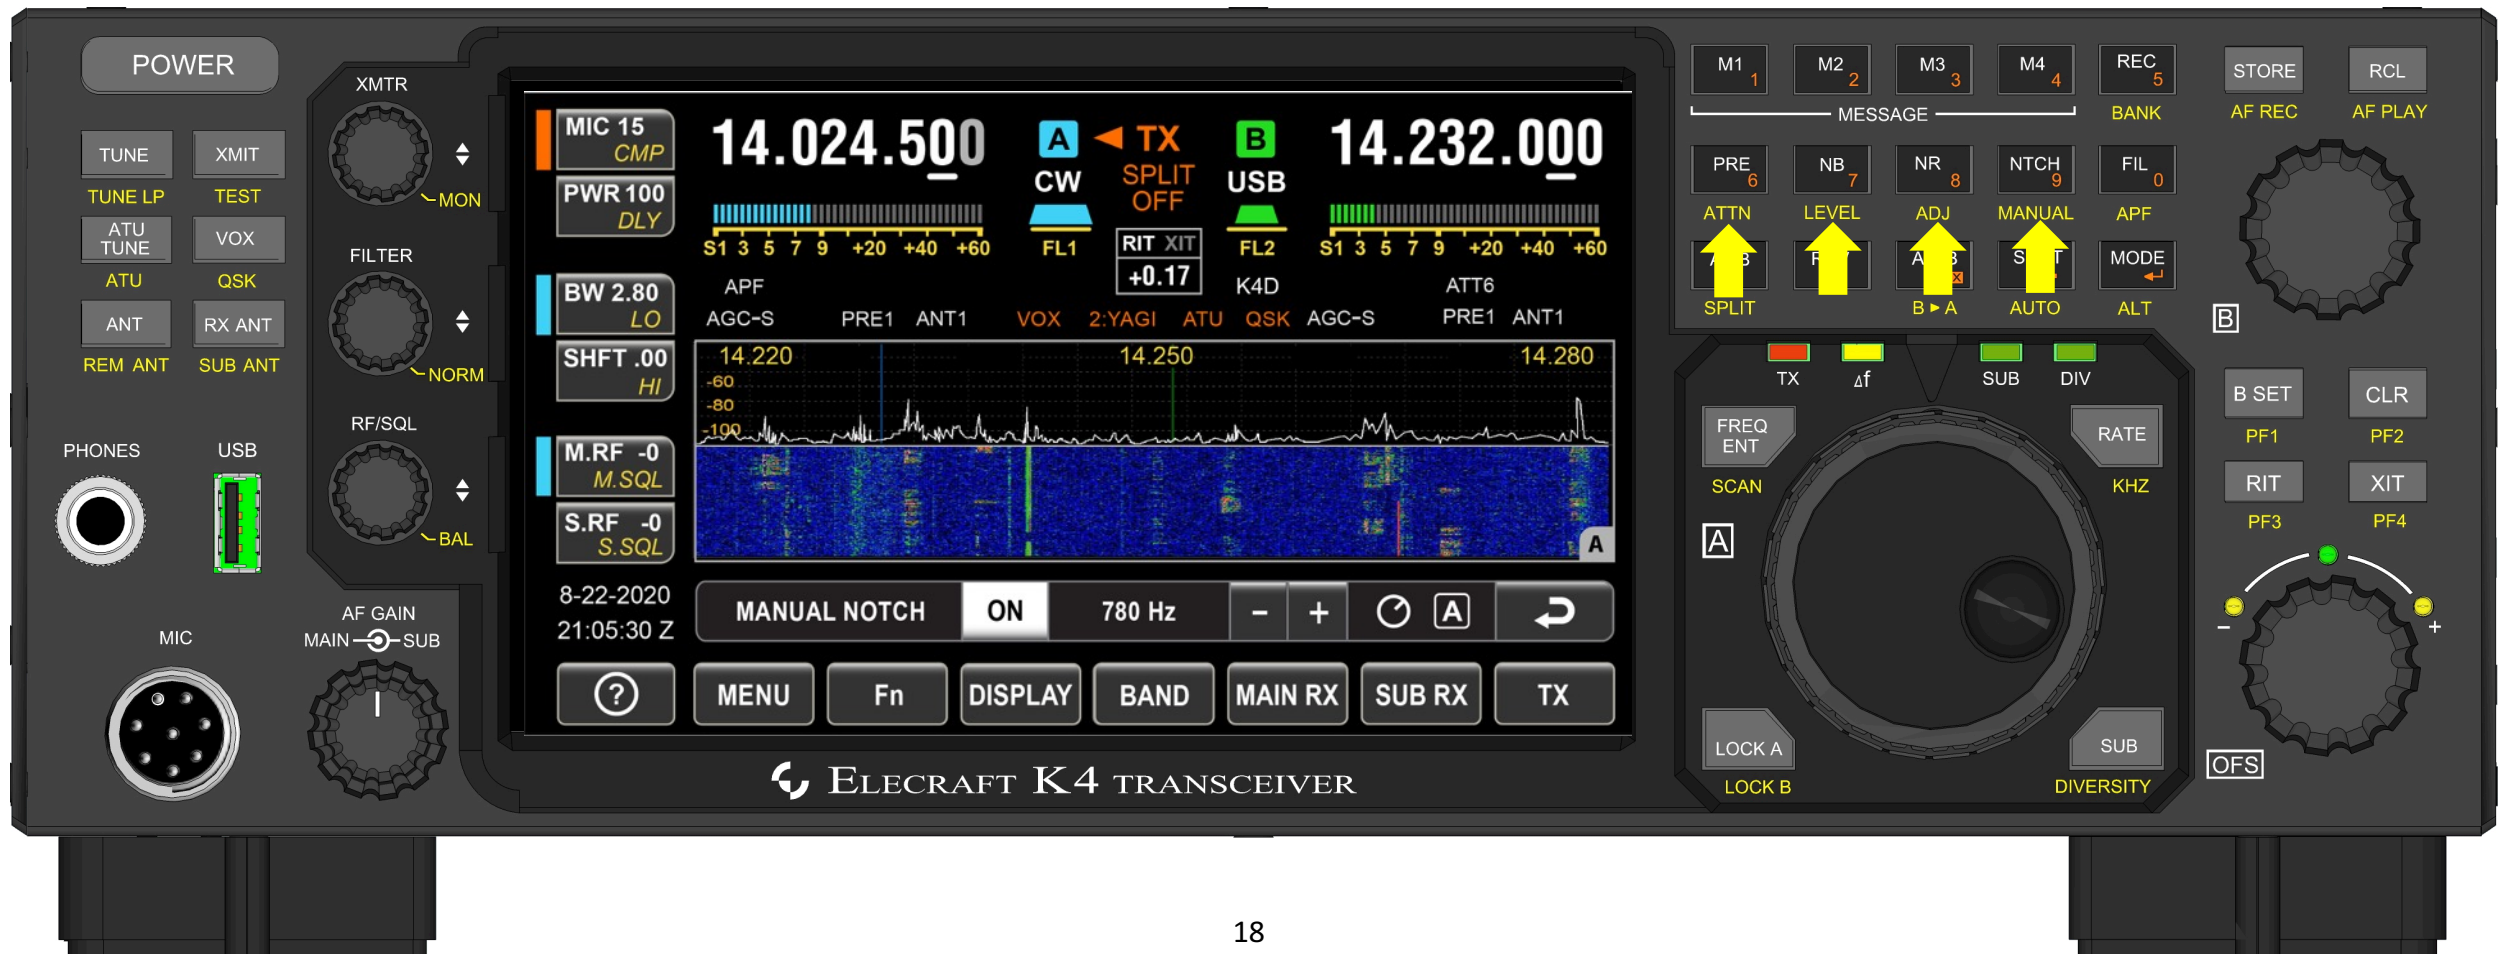 POWER
XMTR
TUNE
XMIT
TUNE LP
TEST
MON
ATU
TUNE
VOX
ATU
QSK
FILTER
ANT
RX ANT
REM ANT
SUB ANT
NORM
RF/SQL
PHONES
USB
BAL
AF GAIN
MAIN
SUB
MIC
MIC 15
CMP
PWR 100
DLY
BW 2.80
LO
SHFT .00
HI
M.RF -0
M.SQL
S.RF -0
S.SQL
8-22-2020
21:05:30 Z
14.024.500
A
TX
B
14.232.000
CW
SPLIT
OFF
USB
S1 3 5 7 9 +20 +40 +60
FL1
RIT XIT
+0.17
FL2
S1 3 5 7 9 +20 +40 +60
APF
K4D
ATT6
AGC-S
PRE1
ANT1
VOX
2:YAGI
ATU
QSK
AGC-S
PRE1
ANT1
14.220
14.250
14.280
-60
-80
-100
A
MANUAL NOTCH
ON
780 Hz
-
+
A
?
MENU
Fn
DISPLAY
BAND
MAIN RX
SUB RX
TX
ELECRAFT K4 TRANSCEIVER
M1 1
M2 2
M3 3
M4 4
REC 5
MESSAGE
BANK
PRE 6
NB 7
NR 8
NTCH 9
FIL 0
ATTN
LEVEL
ADJ
MANUAL
APF
MODE
SPLIT
B ▸ A
AUTO
ALT
STORE
RCL
AF REC
AF PLAY
B
TX
Δf
SUB
DIV
FREQ
ENT
RATE
SCAN
KHZ
A
LOCK A
SUB
LOCK B
DIVERSITY
B SET
CLR
PF1
PF2
RIT
XIT
PF3
PF4
-
+
OFS
18